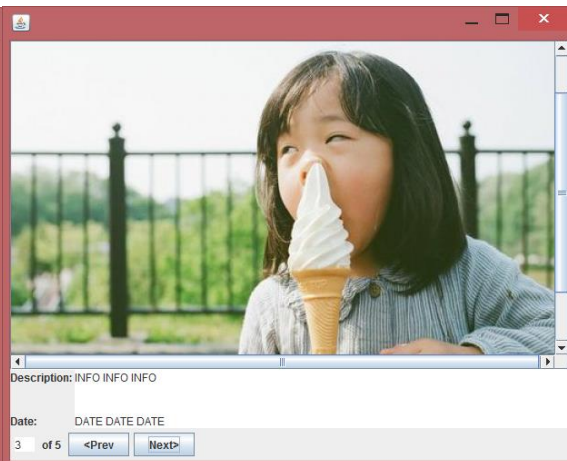 Description: INFO INFO INFO
Date: DATE DATE DATE
3 of 5 <Prev Next>